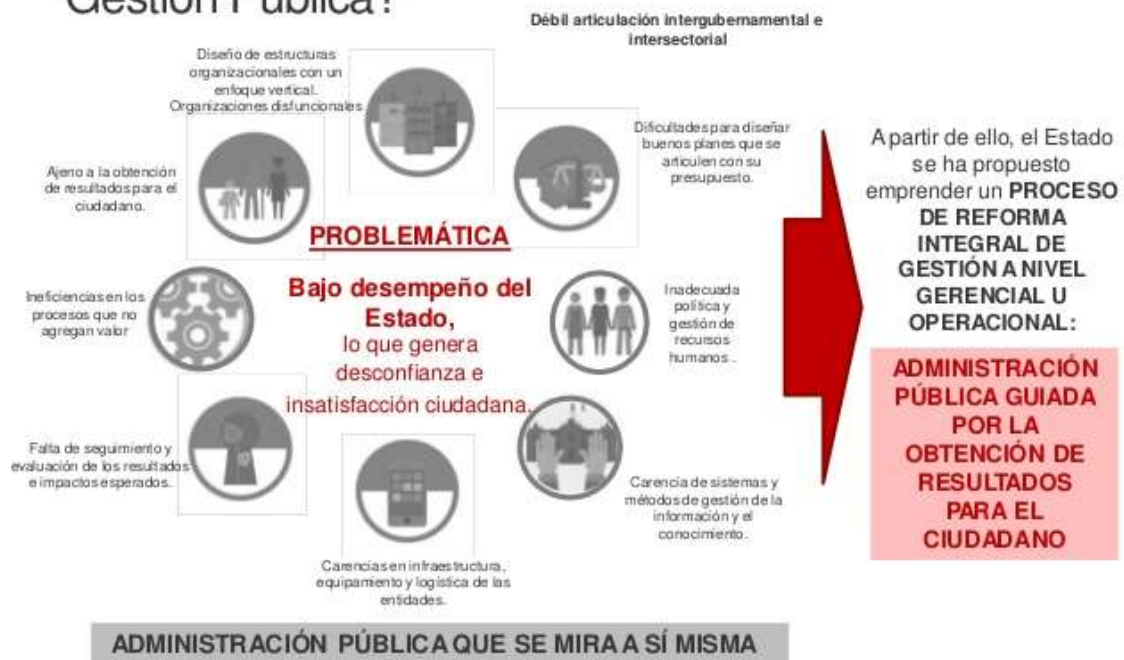 Gestión Pública?
Débil articulación intergubernamental e
intersectorial
Diseño de estructuras
organizacionales con un
enfoque vertical.
Organizaciones disfuncionales
Dificultades para diseñar
buenos planes que se
articulen con su
presupuesto.
Ajeno a la obtención
de resultados para el
ciudadano.
PROBLEMÁTICA
Bajo desempeño del
Estado,
lo que genera
desconfianza e
insatisfacción ciudadana.
Ineficiencias en los
procesos que no
agregan valor
Inadecuada
política y
gestión de
recursos
humanos .
Falta de seguimiento y
evaluación de los resultados
e impactos esperados.
Carencia de sistemas y
métodos de gestión de la
información y el
conocimiento.
Carencias en infraestructura,
equipamiento y logística de las
entidades.
A partir de ello, el Estado
se ha propuesto
emprender un PROCESO
DE REFORMA
INTEGRAL DE
GESTIÓN A NIVEL
GERENCIAL U
OPERACIONAL:
ADMINISTRACIÓN
PÚBLICA GUIADA
POR LA
OBTENCIÓN DE
RESULTADOS
PARA EL
CIUDADANO
ADMINISTRACIÓN PÚBLICA QUE SE MIRA A SÍ MISMA